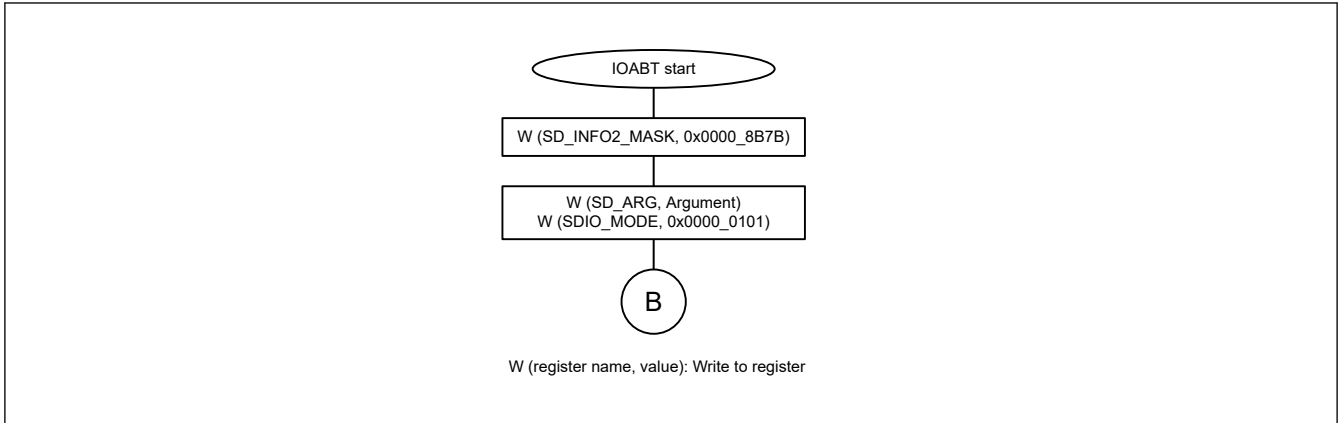 IOABT start
W (SD_INFO2_MASK, 0x0000_8B7B)
W (SD_ARG, Argument)
W (SDIO_MODE, 0x0000_0101)
B
W (register name, value): Write to register